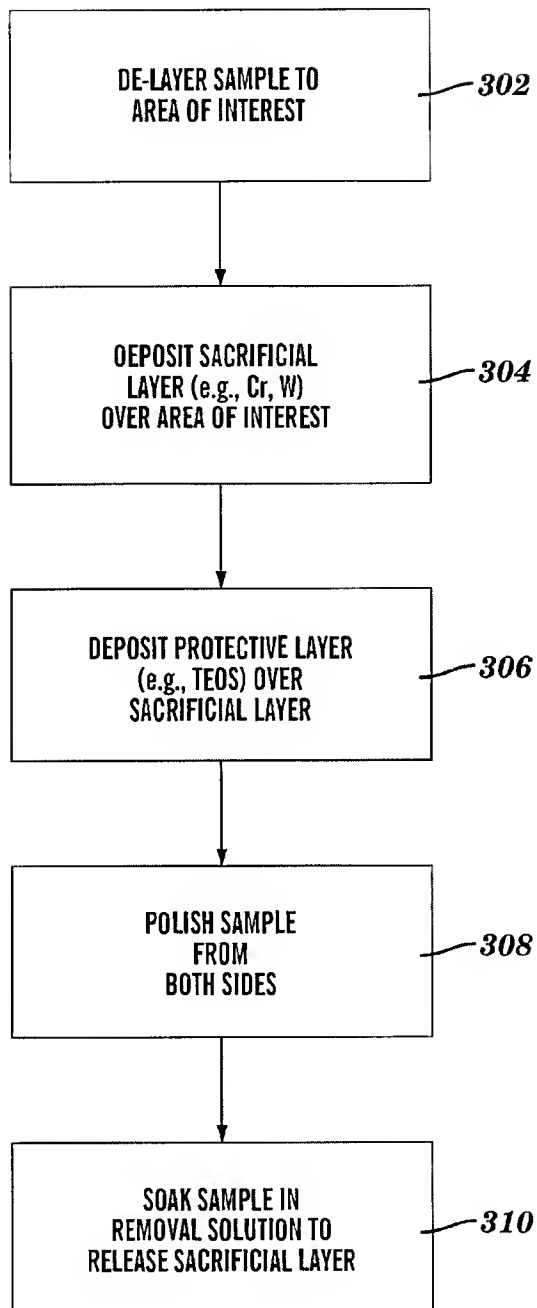 DE-LAYER SAMPLE TO
AREA OF INTEREST
302
OEPOSIT SACRIFICIAL
LAYER (e.g., Cr, W)
OVER AREA OF INTEREST
304
DEPOSIT PROTECTIVE LAYER
(e.g., TEOS) OVER
SACRIFICIAL LAYER
306
POLISH SAMPLE
FROM
BOTH SIDES
308
SOAK SAMPLE IN
REMOVAL SOLUTION TO
RELEASE SACRIFICIAL LAYER
310